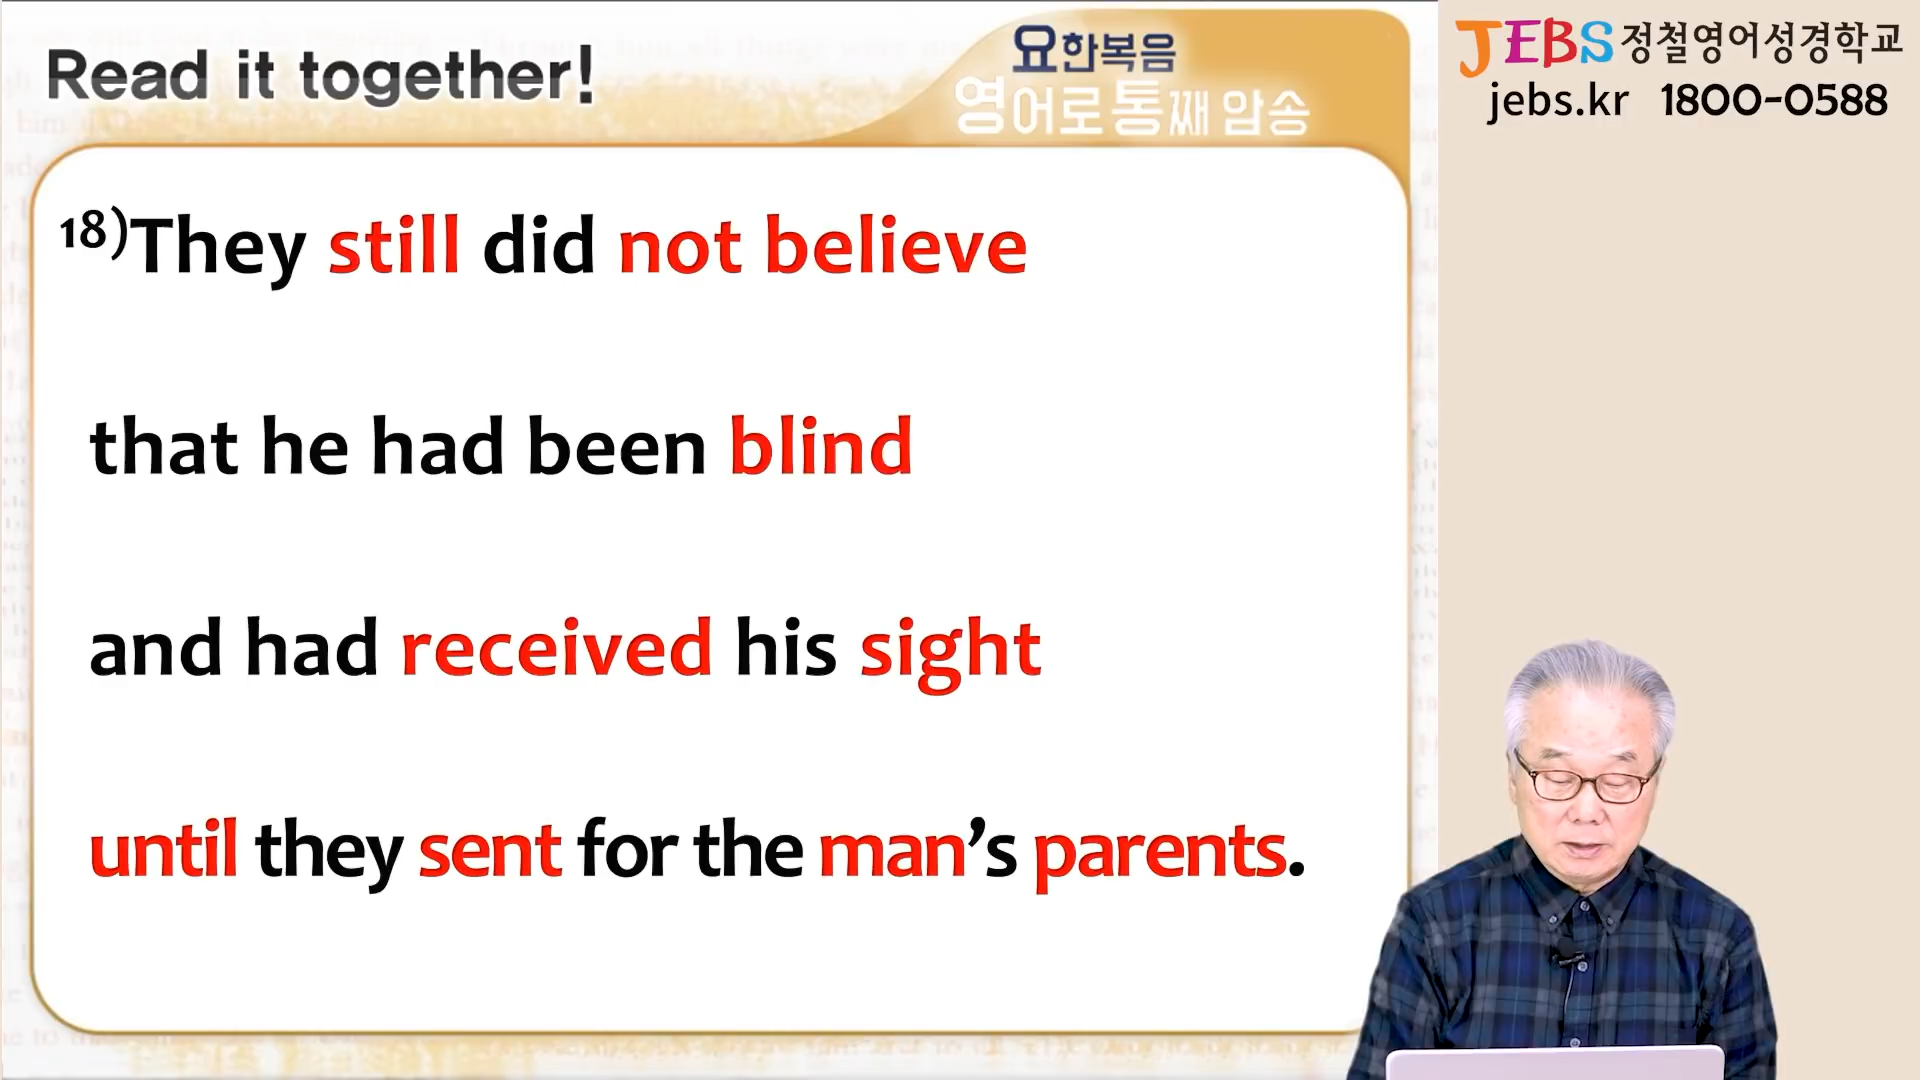 Read it together!
요한복음
영어로 통째 암송
JEBS 정철영어성경학교
jebs.kr 1800-0588
18)They still did not believe
that he had been blind
and had received his sight
until they sent for the man’s parents.